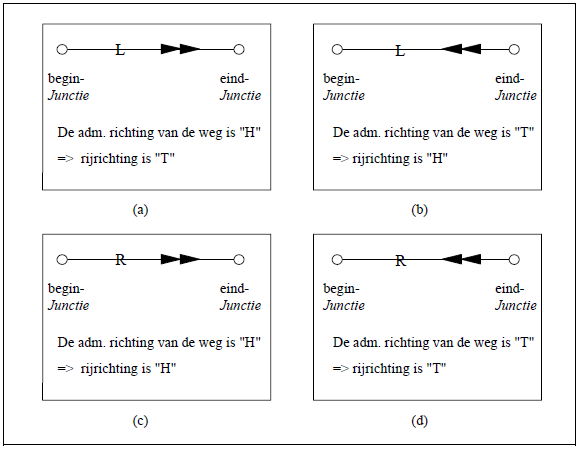 L
begin-
Junctie
eind-
Junctie
De adm. richting van de weg is "H"
=> rijrichting is "T"
(a)
L
begin-
Junctie
eind-
Junctie
De adm. richting van de weg is "T"
=> rijrichting is "H"
(b)
R
begin-
Junctie
eind-
Junctie
De adm. richting van de weg is "H"
=> rijrichting is "H"
(c)
R
begin-
Junctie
eind-
Junctie
De adm. richting van de weg is "T"
=> rijrichting is "T"
(d)